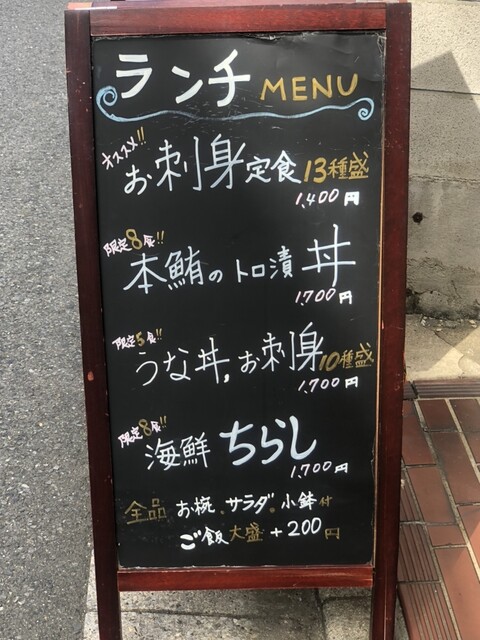 ランチ MENU
オススメ!!
お刺身定食 13種盛
1,400円
限定8食!!
本鮪のトロ漬丼
1,700円
限定5食!!
うな丼,お刺身10種盛
1,700円
限定8食!!
海鮮ちらし
1,700円
全品 お椀.サラダ.小鉢付
ご飯大盛+200円